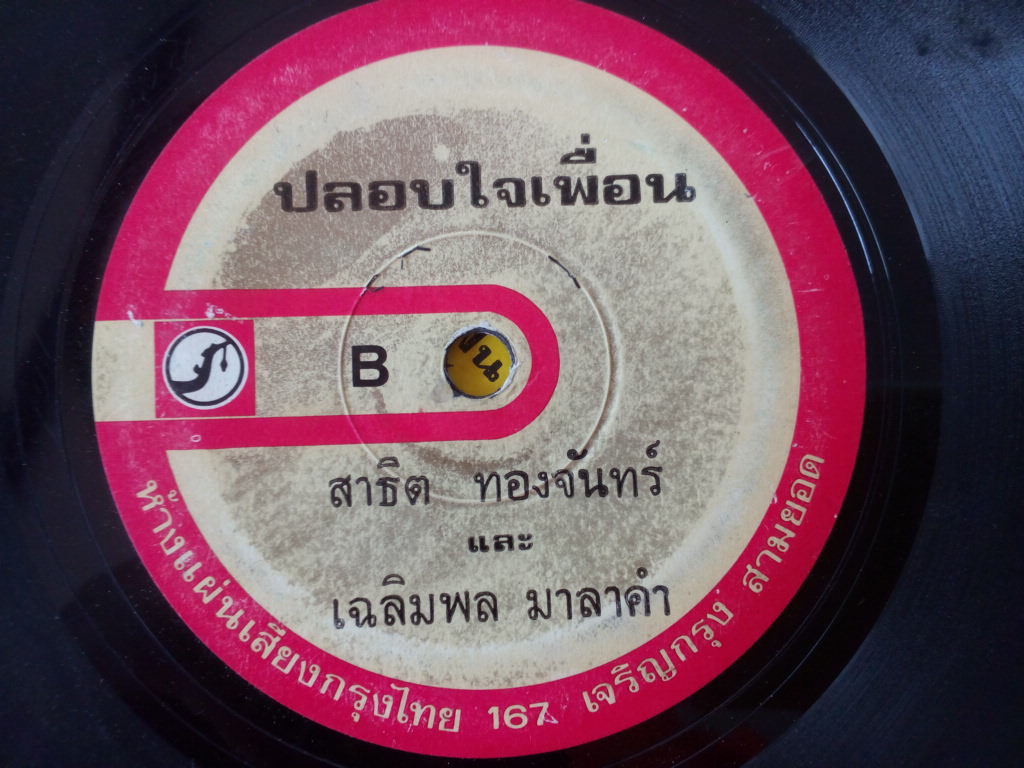 ปลอบใจเพื่อน
B
สาธิต ทองจันทร์
และ
เฉลิมพล มาลาคำ
ห้างแผ่นเสียงกรุงไทย 167 เจริญกรุง สามยอด